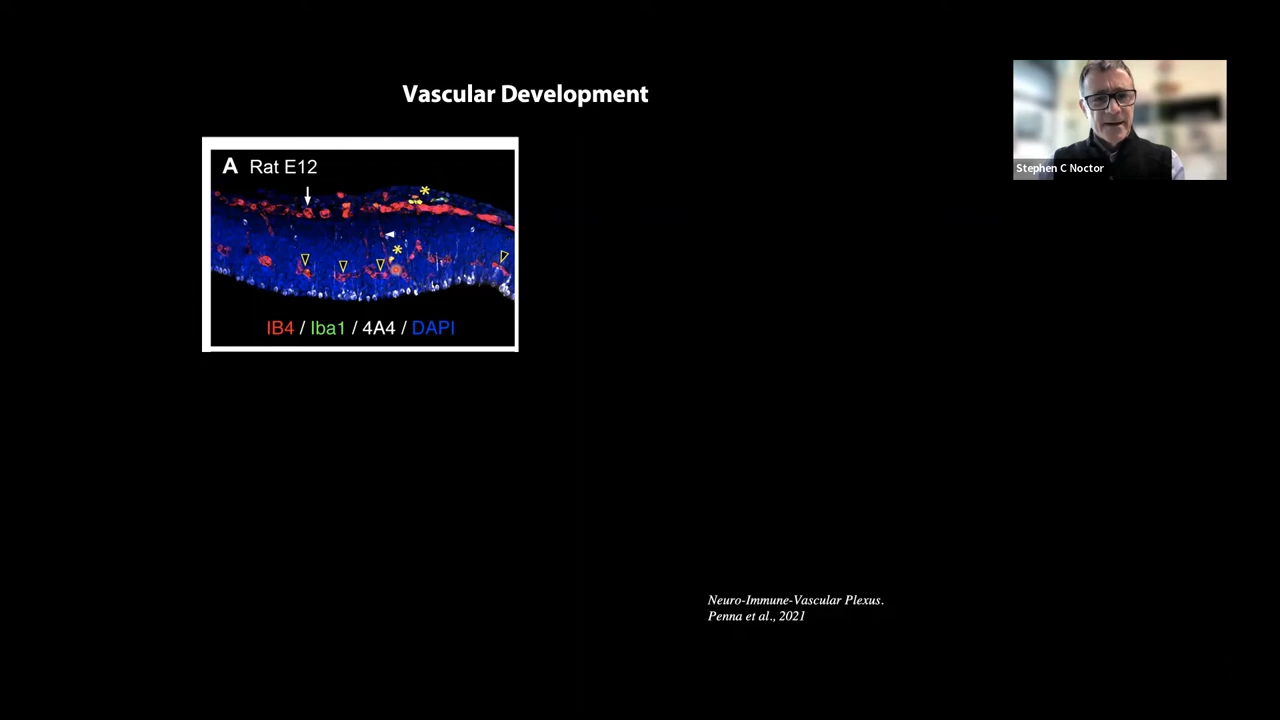 Vascular Development
A Rat E12
*
*
IB4 / Iba1 / 4A4 / DAPI
Stephen C Noctor
Neuro-Immune-Vascular Plexus.
Penna et al., 2021